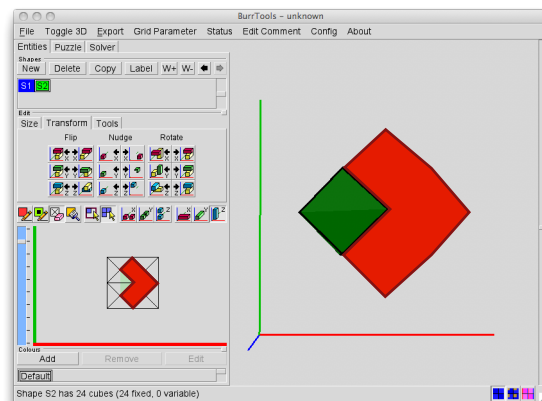 BurrTools – unknown
File Toggle 3D Export Grid Parameter Status Edit Comment Config About
Entities Puzzle Solver
Shapes
New Delete Copy Label W+ W-
S1 S2
Edit
Size Transform Tools
Flip Nudge Rotate
X X X
Y Y Y
Z Z Z
X Y Z X Y Z
Colours
Add Remove Edit
Default
Shape S2 has 24 cubes (24 fixed, 0 variable)